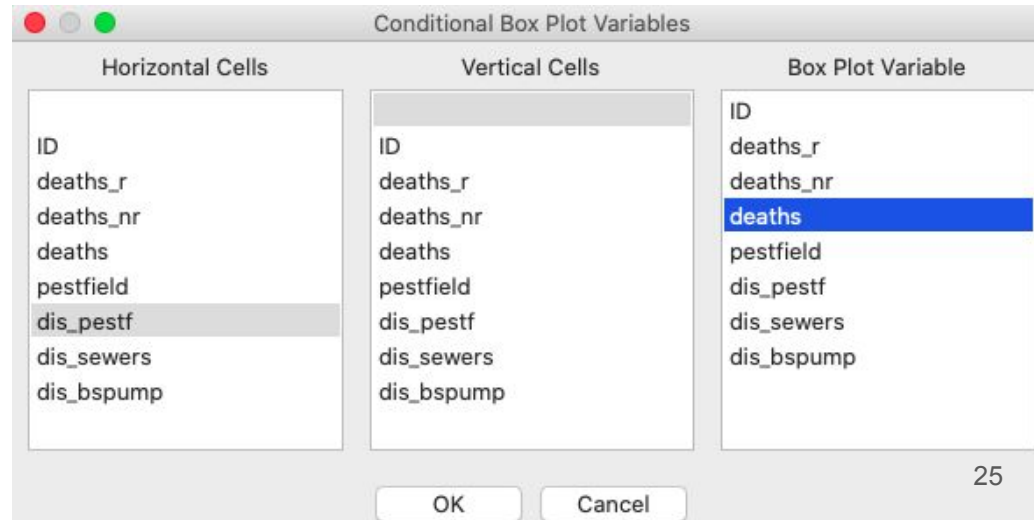 Conditional Box Plot Variables
Horizontal Cells
ID
deaths_r
deaths_nr
deaths
pestfield
dis_pestf
dis_sewers
dis_bspump
Vertical Cells
ID
deaths_r
deaths_nr
deaths
pestfield
dis_pestf
dis_sewers
dis_bspump
Box Plot Variable
ID
deaths_r
deaths_nr
deaths
pestfield
dis_pestf
dis_sewers
dis_bspump
25
OK
Cancel